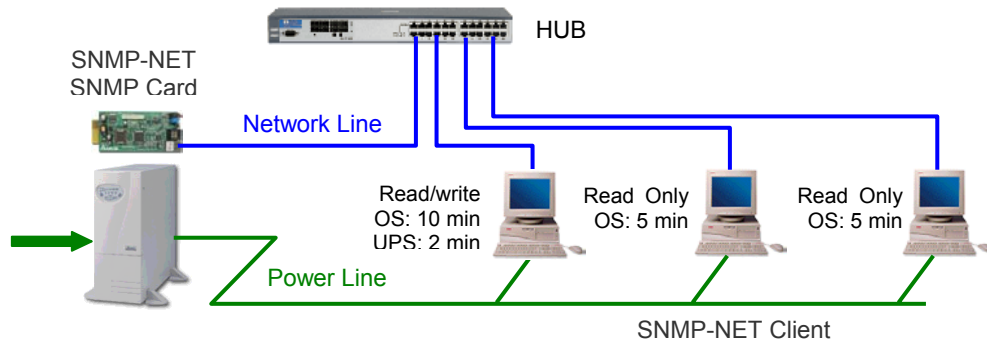 HUB
SNMP-NET
SNMP Card
Network Line
Read/write
OS: 10 min
UPS: 2 min
Read Only
OS: 5 min
Read Only
OS: 5 min
Power Line
SNMP-NET Client